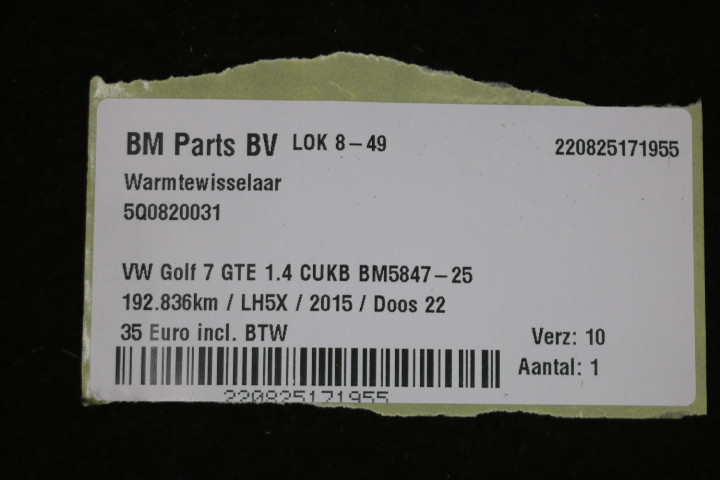 BM Parts BV LOK 8-49 220825171955
Warmtewisselaar
5Q0820031
VW Golf 7 GTE 1.4 CUKB BM5847-25
192.836km / LH5X / 2015 / Doos 22
35 Euro incl. BTW Verz: 10
Aantal: 1
220825171955